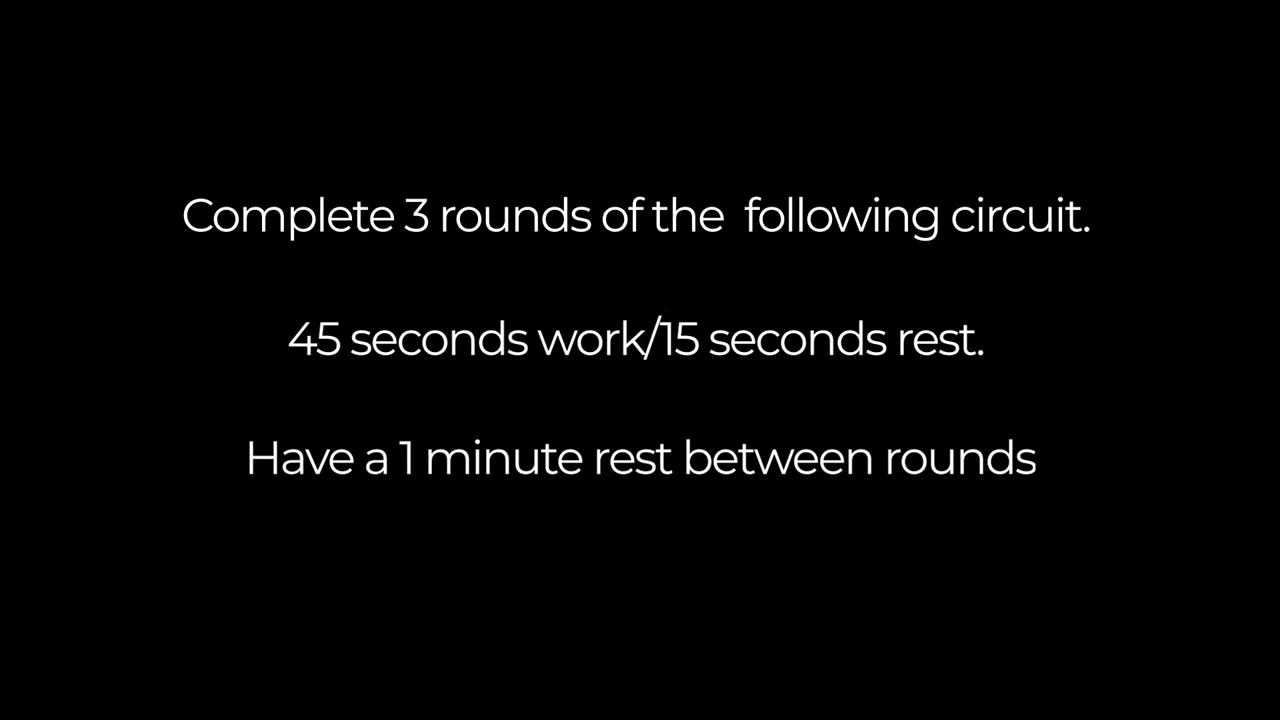 Complete 3 rounds of the following circuit.
45 seconds work/15 seconds rest.
Have a 1 minute rest between rounds